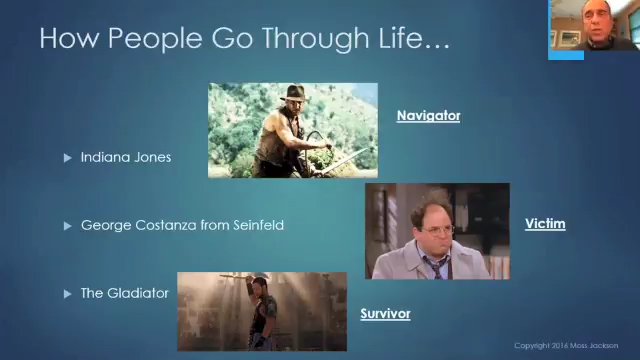 How People Go Through Life…
Navigator
Indiana Jones
George Costanza from Seinfeld
Victim
The Gladiator
Survivor
Copyright 2016 Moss Jackson